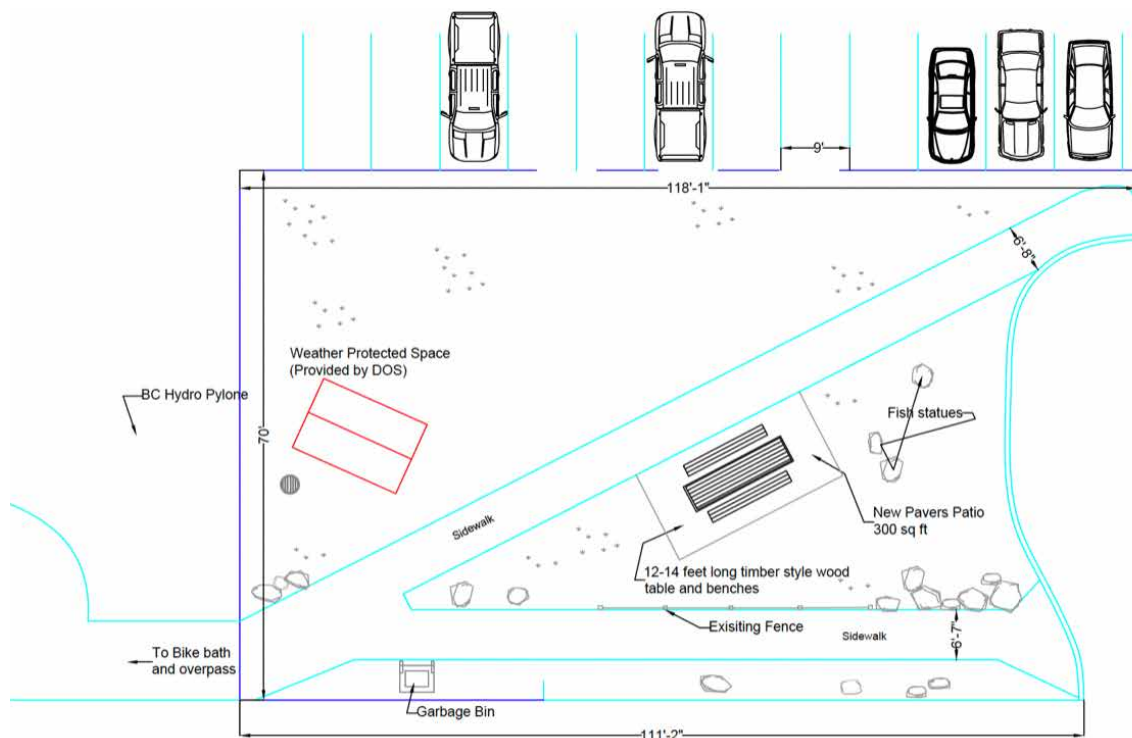 9'
118'-1"
6'-8"
Weather Protected Space
(Provided by DOS)
BC Hydro Pylone
70'
Fish statues
New Pavers Patio
300 sq ft
Sidewalk
12-14 feet long timber style wood
table and benches
Exisiting Fence
Sidewalk
6'-7"
To Bike bath
and overpass
Garbage Bin
111'-2"